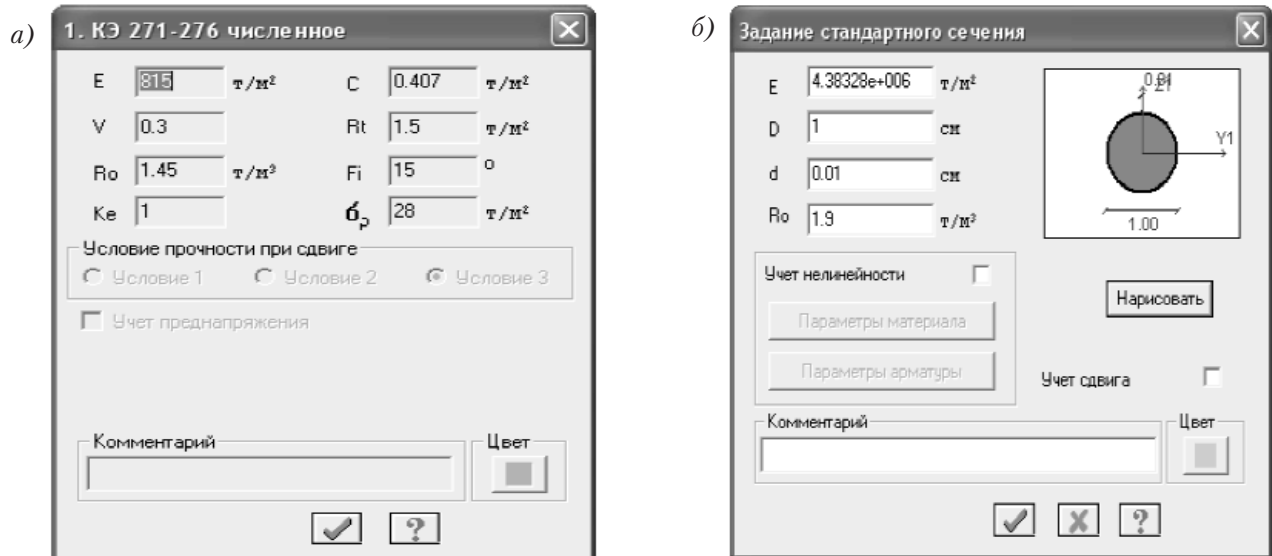 а)
1. КЭ 271-276 численное
E 815 т/м² C 0.407 т/м²
V 0.3 Rt 1.5 т/м²
Ro 1.45 т/м³ Fi 15 °
Ke 1 28 т/м²
Условие прочности при сдвиге
Условие 1 Условие 2 Условие 3
Учет преднапряжения
Комментарий Цвет
?
б)
Задание стандартного сечения
E 4.38328e+006 т/м²
D 1 см
d 0.01 см
Ro 1.9 т/м³
Y1
1.00
Учет нелинейности
Параметры материала
Параметры арматуры
Нарисовать
Учет сдвига
Комментарий Цвет
?